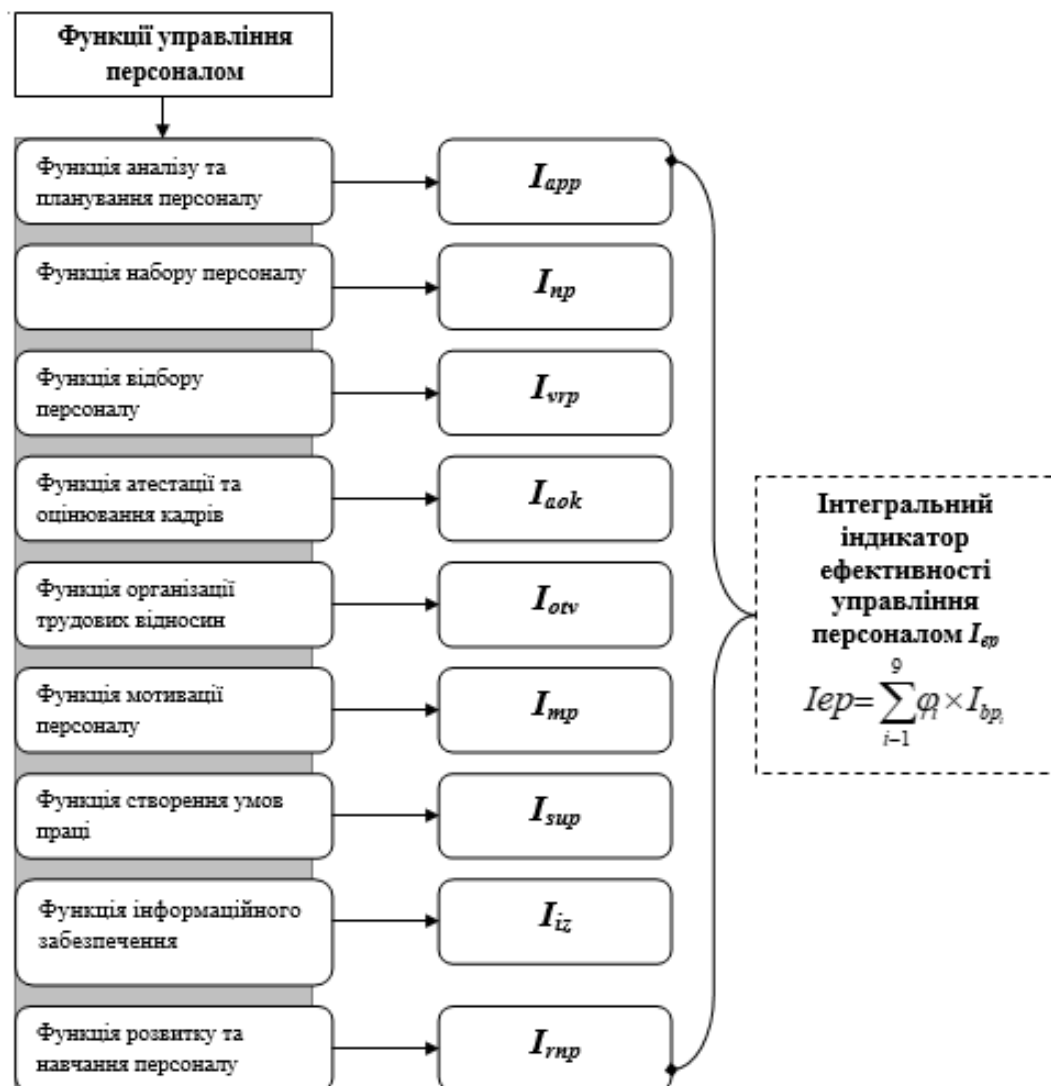 Функції управління
персоналом
Функція аналізу та
планування персоналу
I_app
Функція набору персоналу
I_np
Функція відбору
персоналу
I_vrp
Функція атестації та
оцінювання кадрів
I_aok
Функція організації
трудових відносин
I_otv
Функція мотивації
персоналу
I_mp
Функція створення умов
праці
I_sup
Функція інформаційного
забезпечення
I_iz
Функція розвитку та
навчання персоналу
I_rnp
Інтегральний
індикатор
ефективності
управління
персоналом I_ep
Iep=∑_{i-1}^{9} φ_i × I_{bp_i}